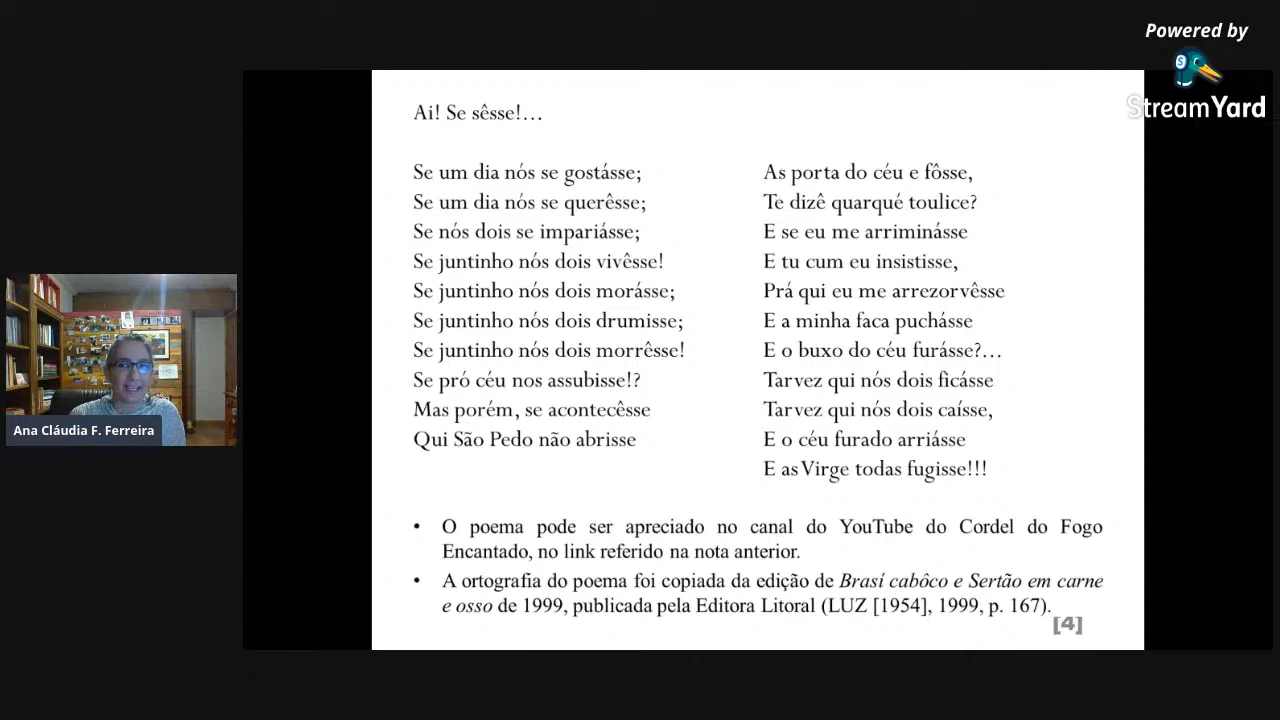 Powered by
StreamYard
Ai! Se sêsse!...
Se um dia nós se gostásse;
Se um dia nós se querêsse;
Se nós dois se impariásse;
Se juntinho nós dois vivêsse!
Se juntinho nós dois morásse;
Se juntinho nós dois drumisse;
Se juntinho nós dois morrêsse!
Se pró céu nos assubisse!?
Mas porém, se acontecêsse
Qui São Pedo não abrisse
As porta do céu e fôsse,
Te dizê quarqué toulice?
E se eu me arriminásse
E tu cum eu insistisse,
Prá qui eu me arrezorvêsse
E a minha faca puchásse
E o buxo do céu furásse?...
Tarvez qui nós dois ficásse
Tarvez qui nós dois caísse,
E o céu furado arriásse
E as Virge todas fugisse!!!
• O poema pode ser apreciado no canal do YouTube do Cordel do Fogo
Encantado, no link referido na nota anterior.
• A ortografia do poema foi copiada da edição de Brasí cabôco e Sertão em carne
e osso de 1999, publicada pela Editora Litoral (LUZ [1954], 1999, p. 167).
[4]
Ana Cláudia F. Ferreira